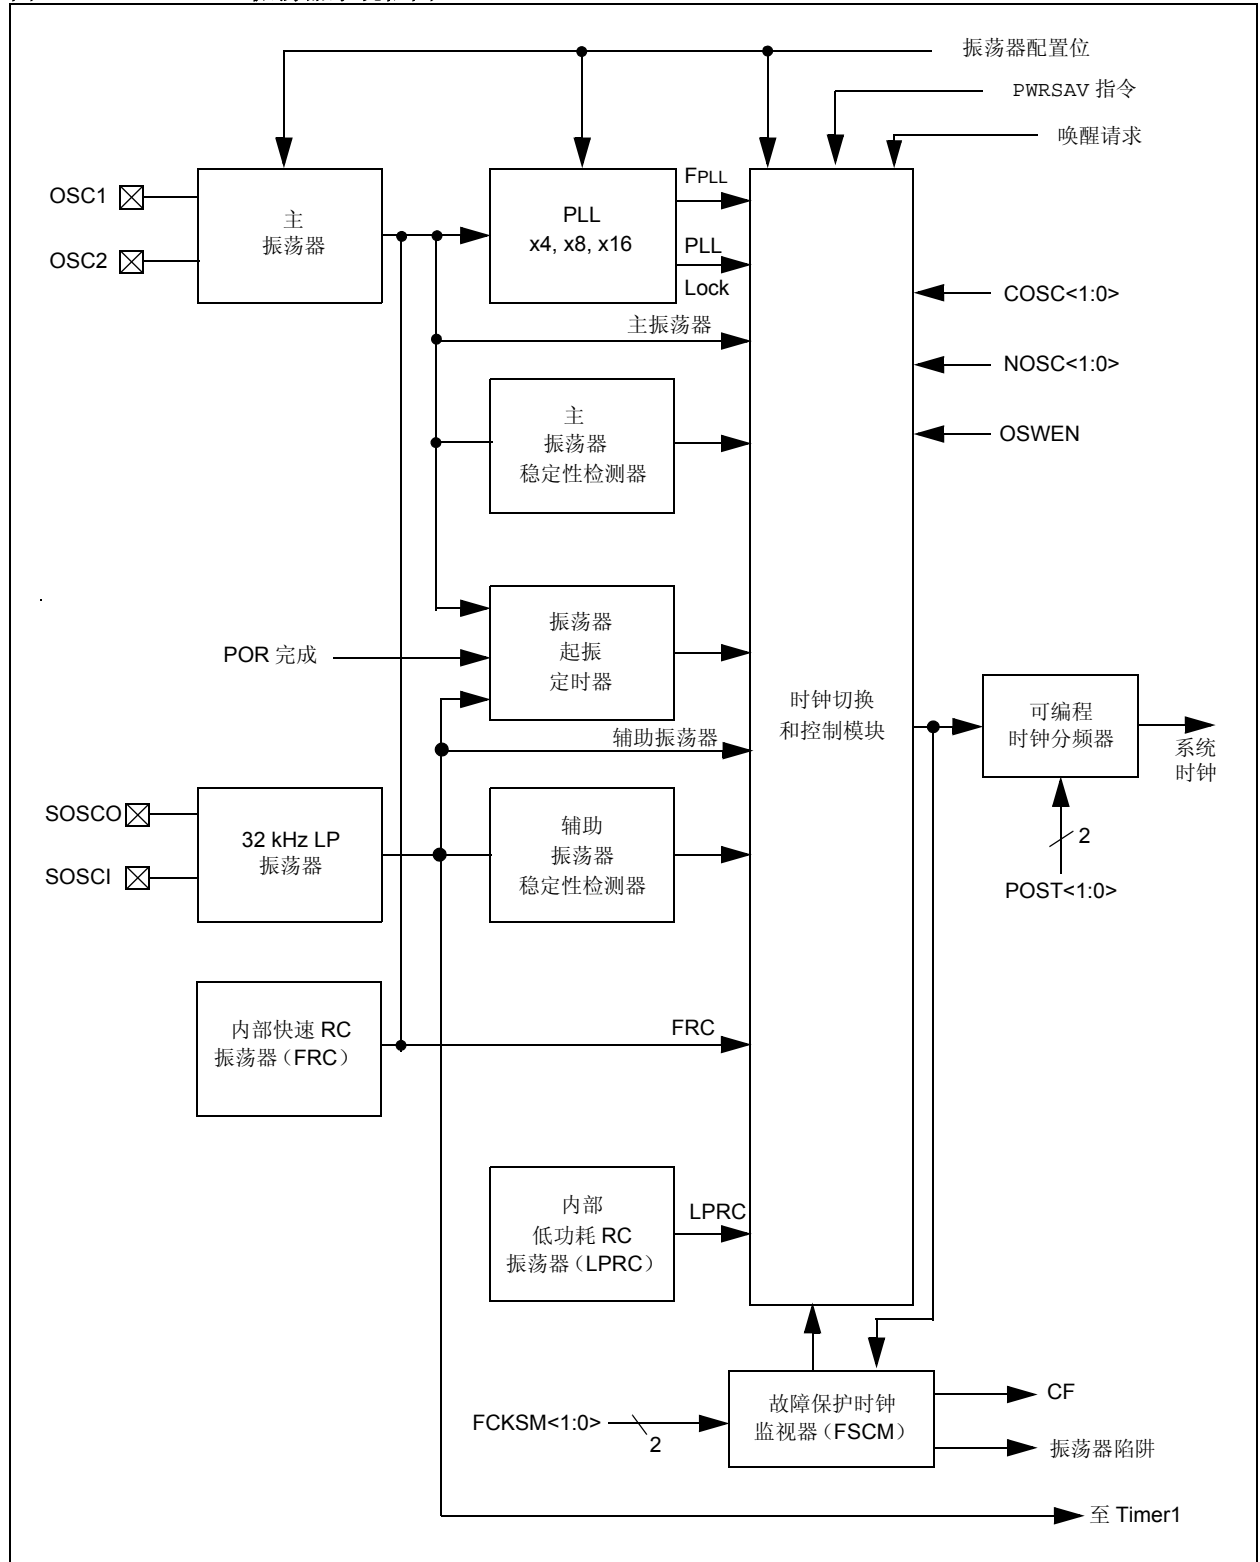 振荡器配置位
PWRSAV 指令
唤醒请求
OSC1
OSC2
主
振荡器
PLL
x4, x8, x16
FPLL
PLL
Lock
主振荡器
COSC<1:0>
NOSC<1:0>
OSWEN
主
振荡器
稳定性检测器
POR 完成
振荡器
起振
定时器
辅助振荡器
时钟切换
和控制模块
可编程
时钟分频器
系统
时钟
2
POST<1:0>
SOSCO
SOSCI
32 kHz LP
振荡器
辅助
振荡器
稳定性检测器
内部快速 RC
振荡器（FRC）
FRC
内部
低功耗 RC
振荡器（LPRC）
LPRC
FCKSM<1:0>
2
故障保护时钟
监视器（FSCM）
CF
振荡器陷阱
至 Timer1